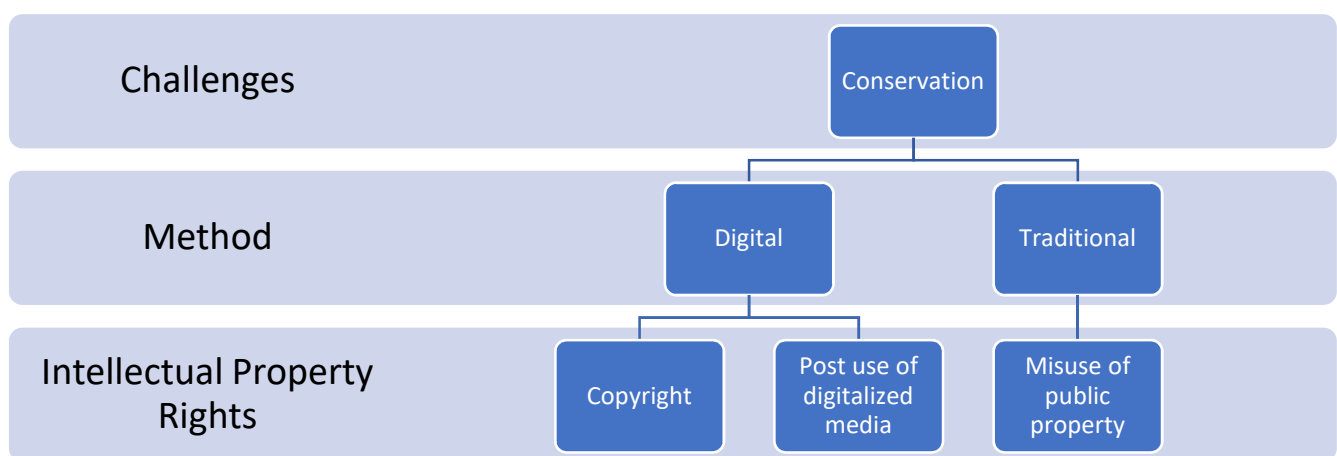 Challenges
Conservation
Method
Digital
Traditional
Intellectual Property
Rights
Copyright
Post use of
digitalized
media
Misuse of
public
property